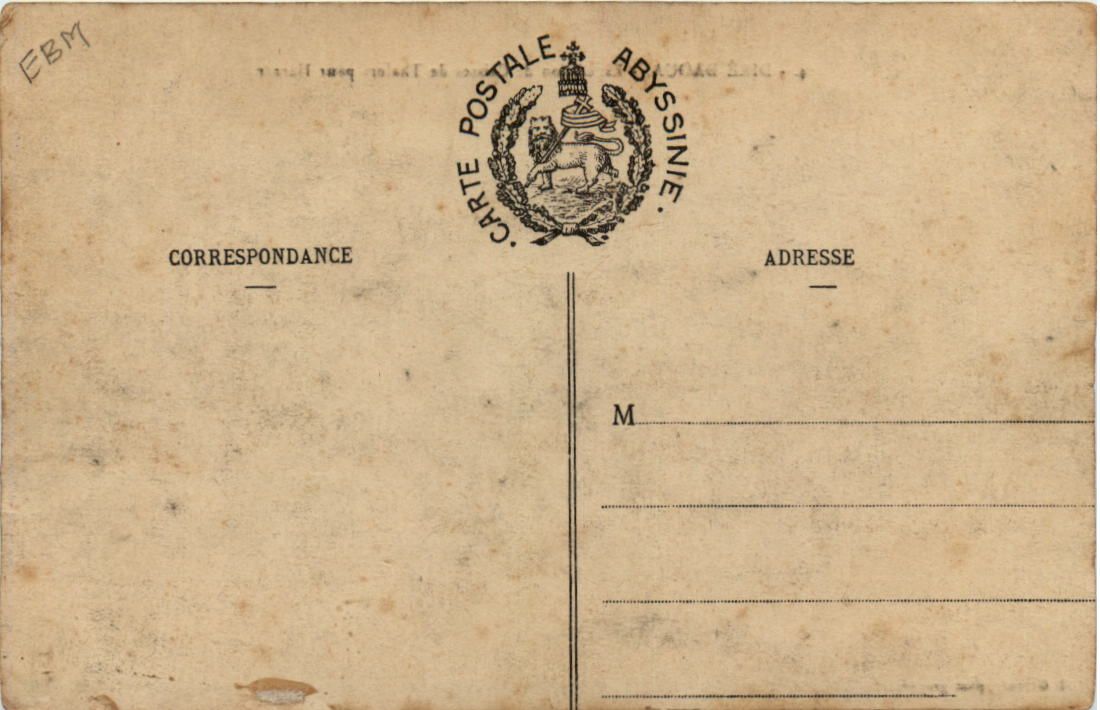 EBM
· CARTE POSTALE ABYSSINIE ·
CORRESPONDANCE
ADRESSE
M